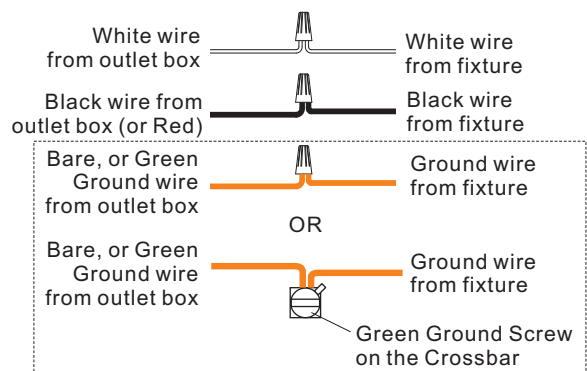 White wire
from outlet box
White wire
from fixture
Black wire from
outlet box (or Red)
Black wire
from fixture
Bare, or Green
Ground wire
from outlet box
Ground wire
from fixture
OR
Bare, or Green
Ground wire
from outlet box
Ground wire
from fixture
Green Ground Screw
on the Crossbar